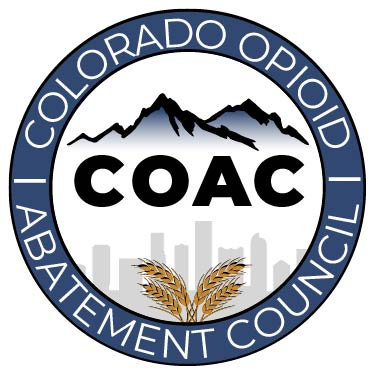 COLORADO OPIOID
COAC
ABATEMENT COUNCIL